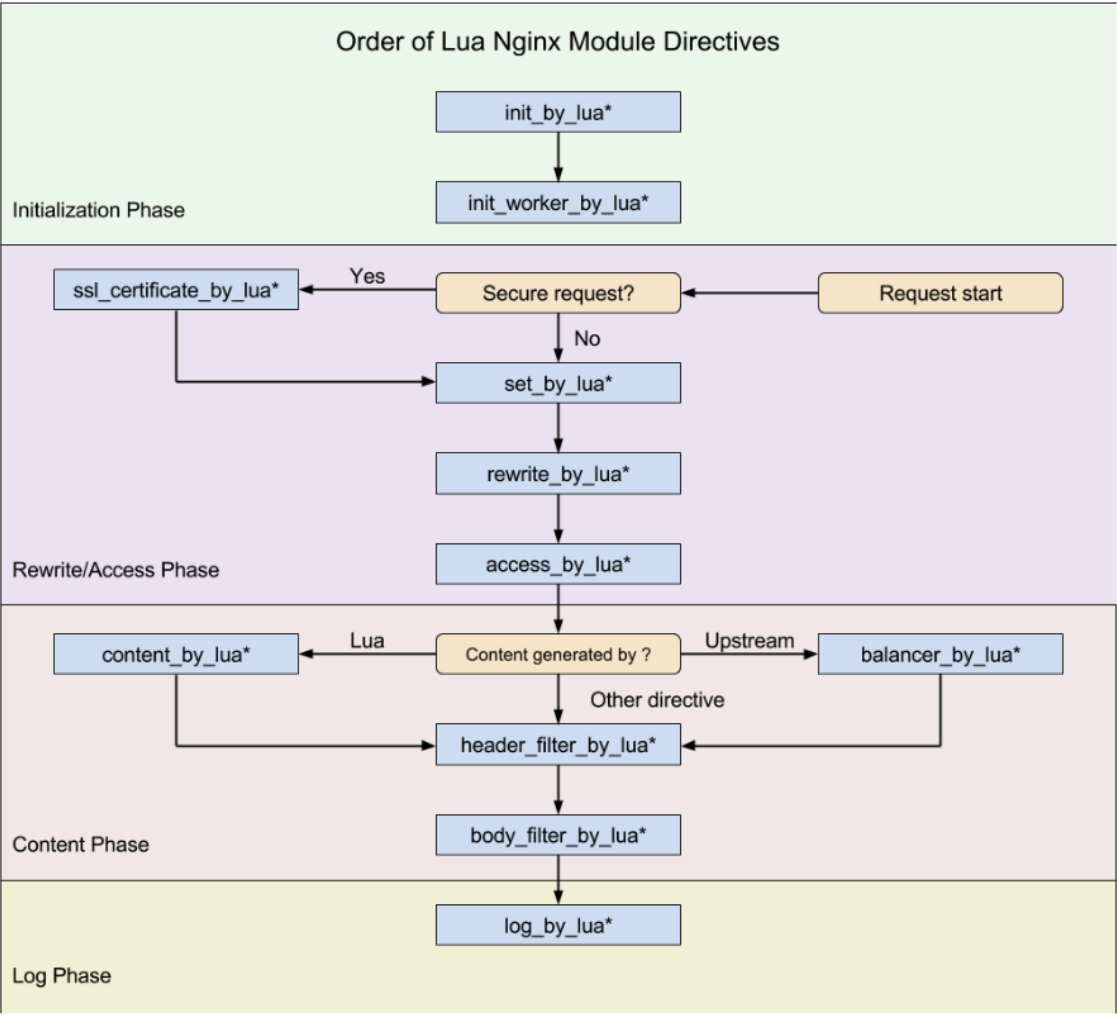 Order of Lua Nginx Module Directives
init_by_lua*
init_worker_by_lua*
Initialization Phase
ssl_certificate_by_lua*
Yes
Secure request?
Request start
No
set_by_lua*
rewrite_by_lua*
access_by_lua*
Rewrite/Access Phase
content_by_lua*
Lua
Content generated by ?
Upstream
balancer_by_lua*
Other directive
header_filter_by_lua*
body_filter_by_lua*
Content Phase
log_by_lua*
Log Phase